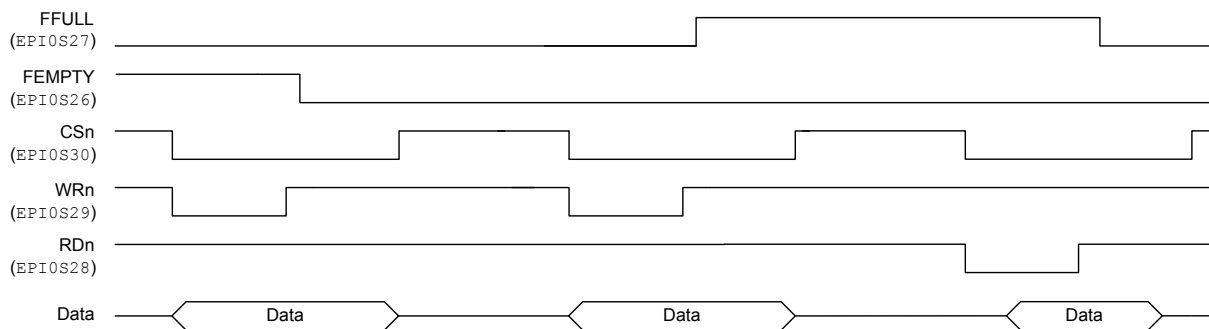 FFULL
(EPI0S27)
FEMPTY
(EPI0S26)
CSn
(EPI0S30)
WRn
(EPI0S29)
RDn
(EPI0S28)
Data Data Data Data